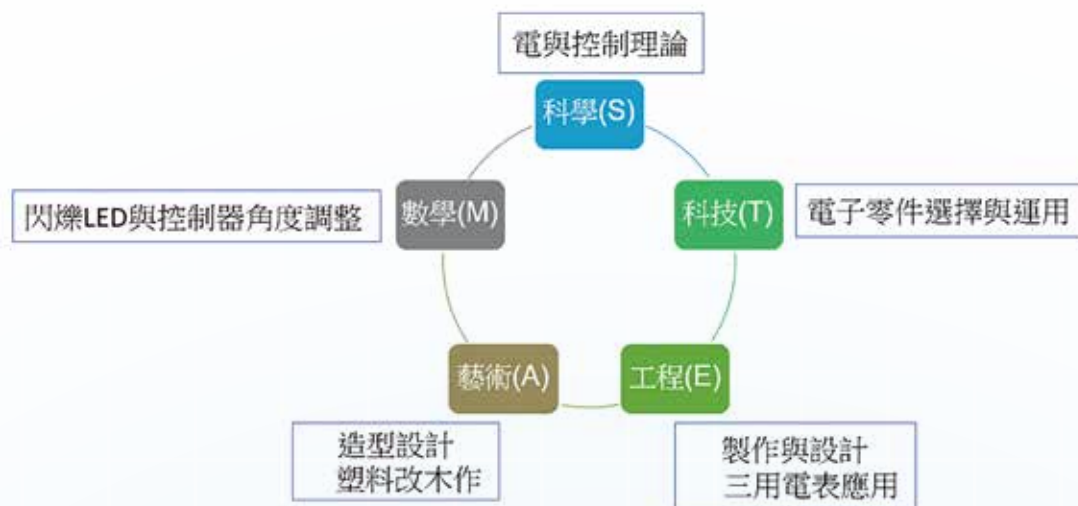 電與控制理論
科學(S)
閃爍LED與控制器角度調整
數學(M)
科技(T)
電子零件選擇與運用
藝術(A)
工程(E)
造型設計
塑料改木作
製作與設計
三用電表應用